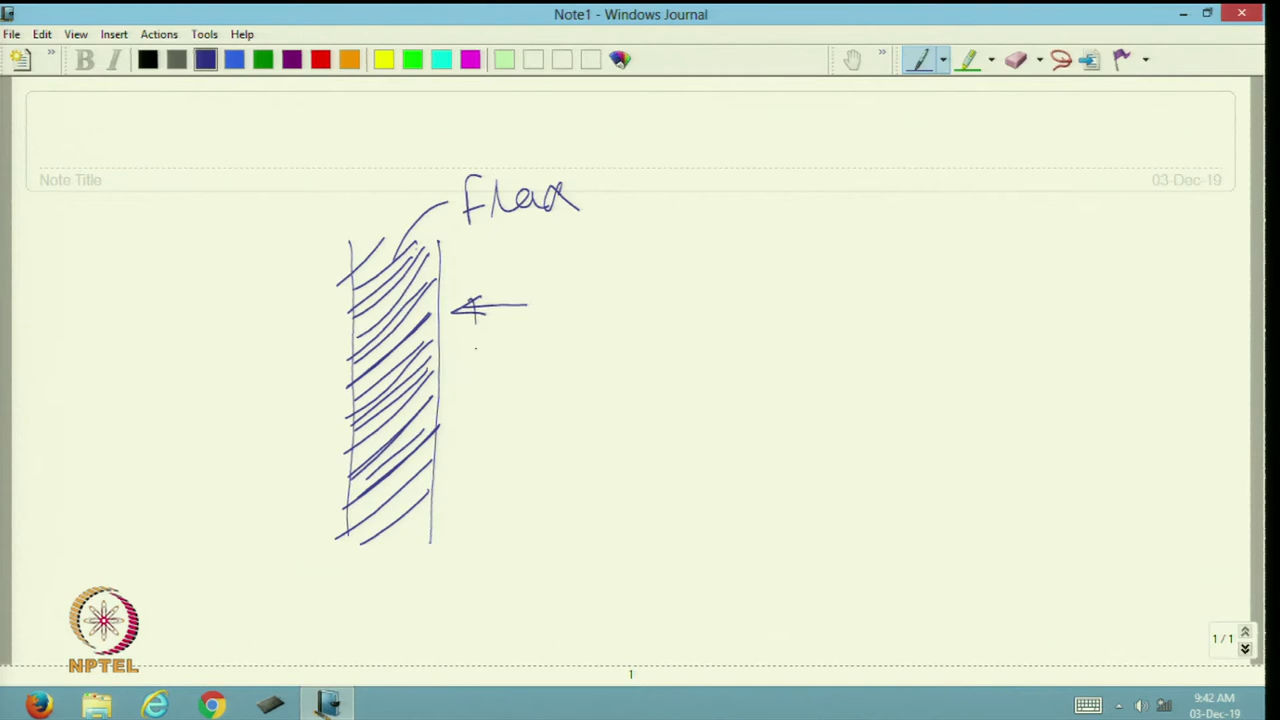 Note1 - Windows Journal
File Edit View Insert Actions Tools Help
B I
Note Title
03-Dec-19
Flax
NPTEL
1 / 1
1
9:42 AM
03-Dec-19